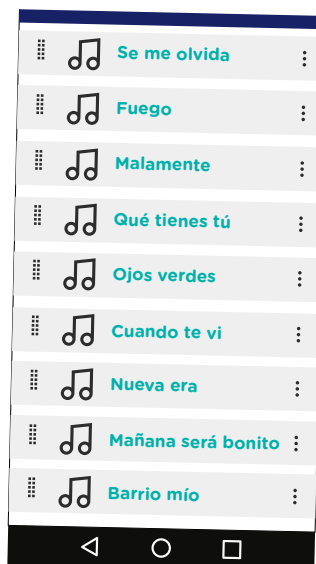 Se me olvida
Fuego
Malamente
Qué tienes tú
Ojos verdes
Cuando te vi
Nueva era
Mañana será bonito
Barrio mío